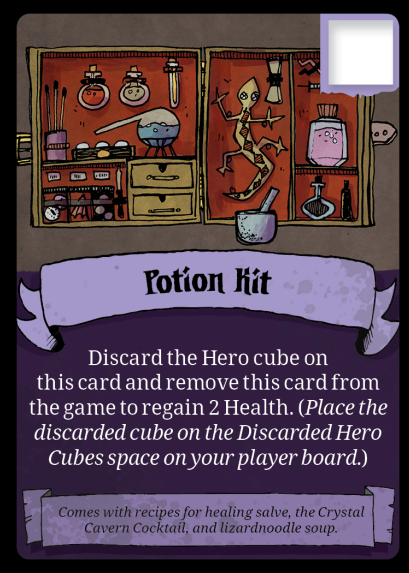 Potion Kit
Discard the Hero cube on
this card and remove this card from
the game to regain 2 Health. (Place the
discarded cube on the Discarded Hero
Cubes space on your player board.)
Comes with recipes for healing salve, the Crystal
Cavern Cocktail, and lizardnoodle soup.